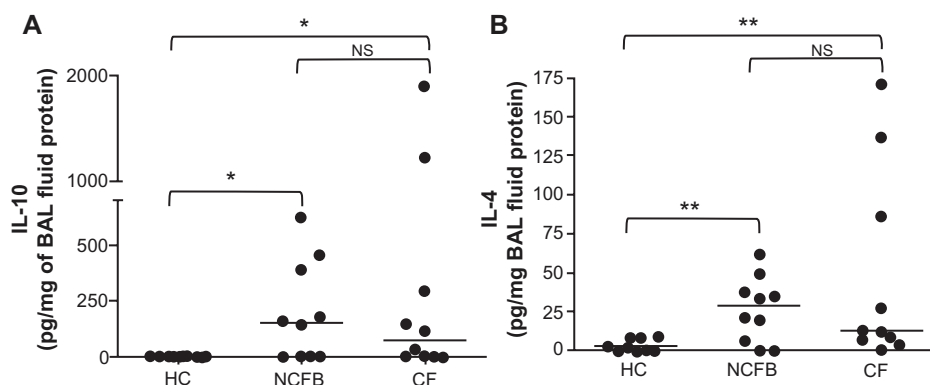 A
*
NS
IL-10
(pg/mg of BAL fluid protein)
2000
1000
*
500
250
0
HC
NCFB
CF
B
**
NS
IL-4
(pg/mg BAL fluid protein)
175
150
125
100
75
**
50
25
0
HC
NCFB
CF